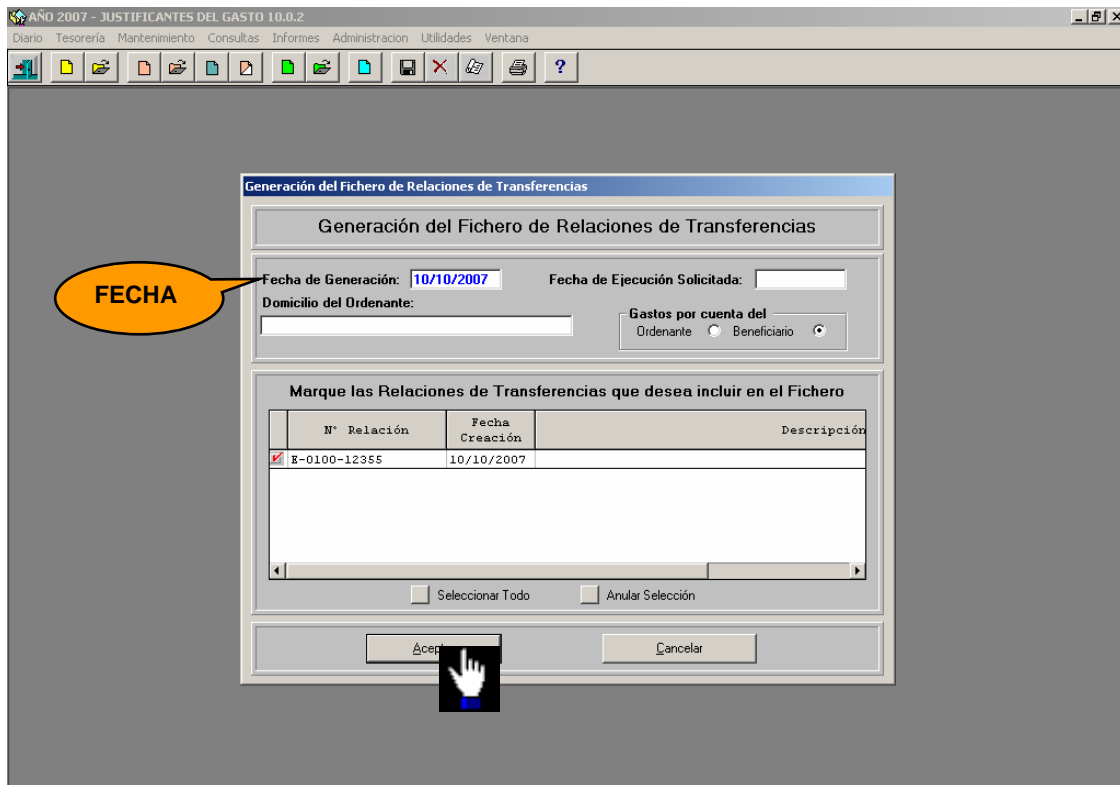 AÑO 2007 - JUSTIFICANTES DEL GASTO 10.0.2
Diario Tesorería Mantenimiento Consultas Informes Administracion Utilidades Ventana
?
Generación del Fichero de Relaciones de Transferencias
Generación del Fichero de Relaciones de Transferencias
FECHA
Fecha de Generación: 10/10/2007 Fecha de Ejecución Solicitada:
Domicilio del Ordenante:
Gastos por cuenta del
Ordenante Beneficiario
Marque las Relaciones de Transferencias que desea incluir en el Fichero
Nº Relación Fecha Creación Descripción
E-0100-12355 10/10/2007
Seleccionar Todo Anular Selección
Acep Cancelar